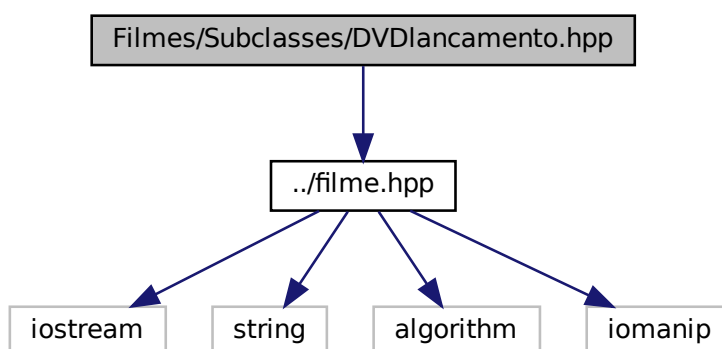 Filmes/Subclasses/DVDlancamento.hpp
../filme.hpp
iostream
string
algorithm
iomanip